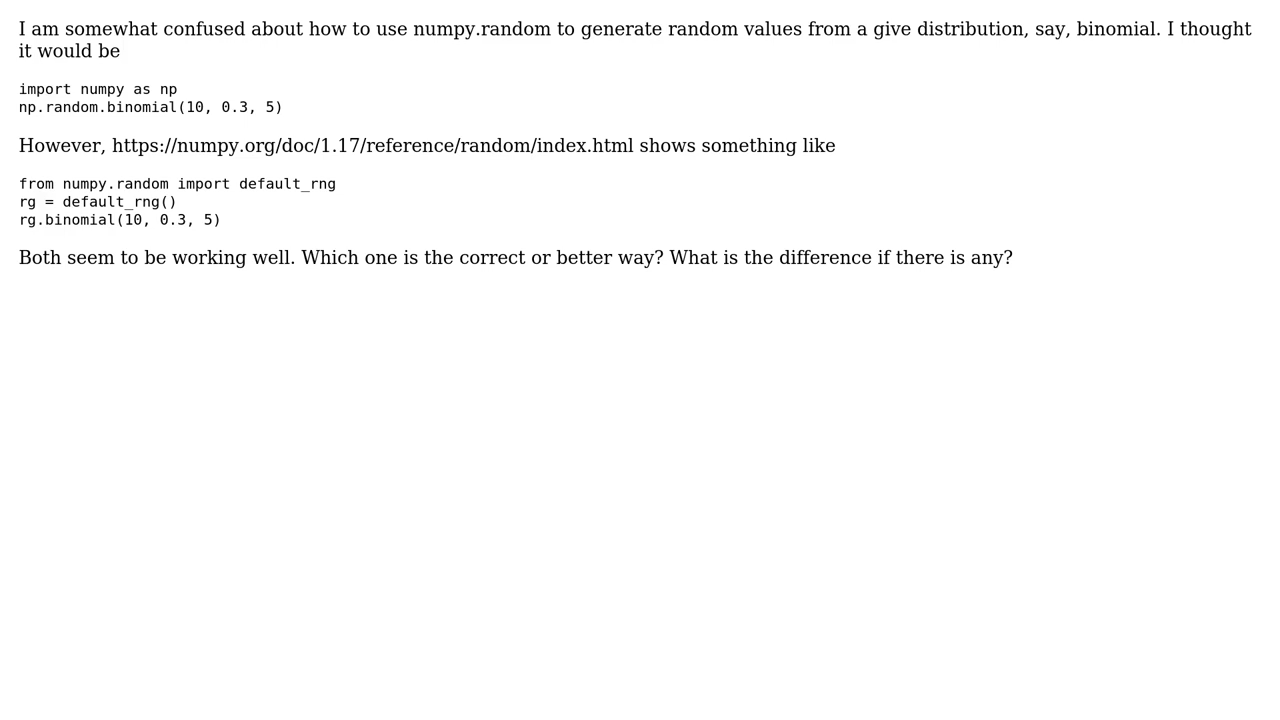 I am somewhat confused about how to use numpy.random to generate random values from a give distribution, say, binomial. I thought
it would be
import numpy as np
np.random.binomial(10, 0.3, 5)
However, https://numpy.org/doc/1.17/reference/random/index.html shows something like
from numpy.random import default_rng
rg = default_rng()
rg.binomial(10, 0.3, 5)
Both seem to be working well. Which one is the correct or better way? What is the difference if there is any?